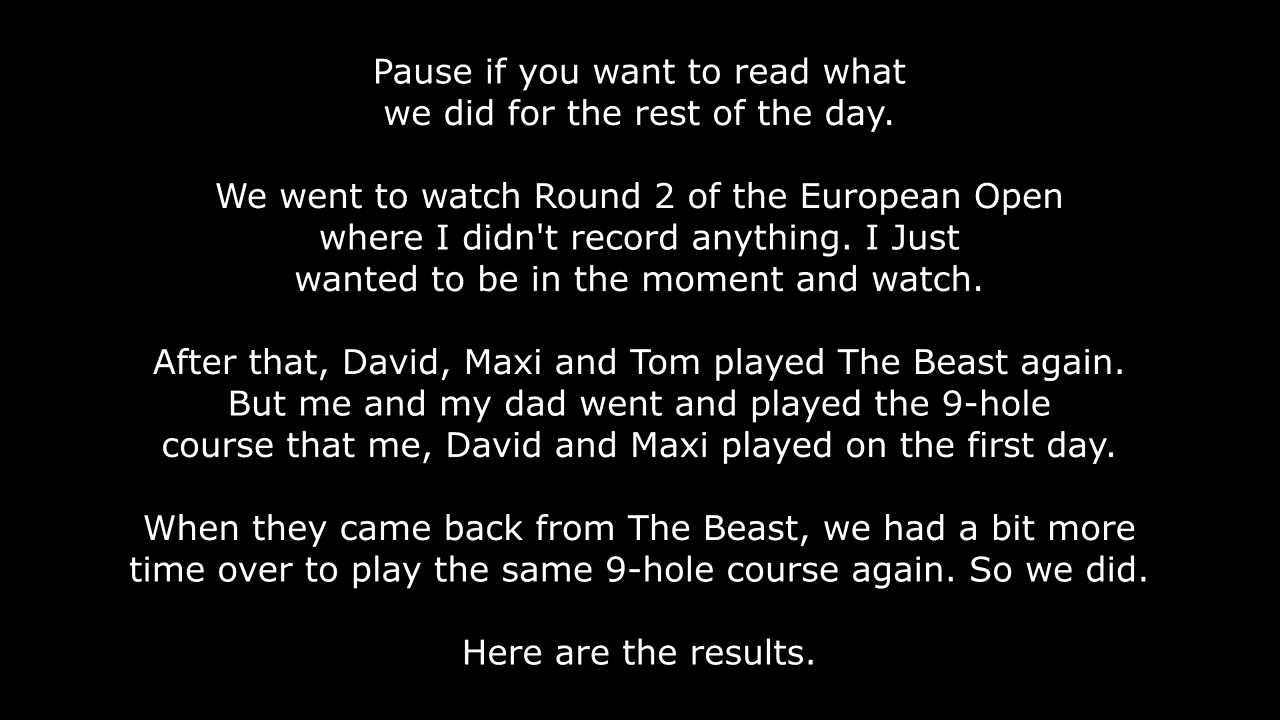 Pause if you want to read what
we did for the rest of the day.
We went to watch Round 2 of the European Open
where I didn't record anything. I Just
wanted to be in the moment and watch.
After that, David, Maxi and Tom played The Beast again.
But me and my dad went and played the 9-hole
course that me, David and Maxi played on the first day.
When they came back from The Beast, we had a bit more
time over to play the same 9-hole course again. So we did.
Here are the results.